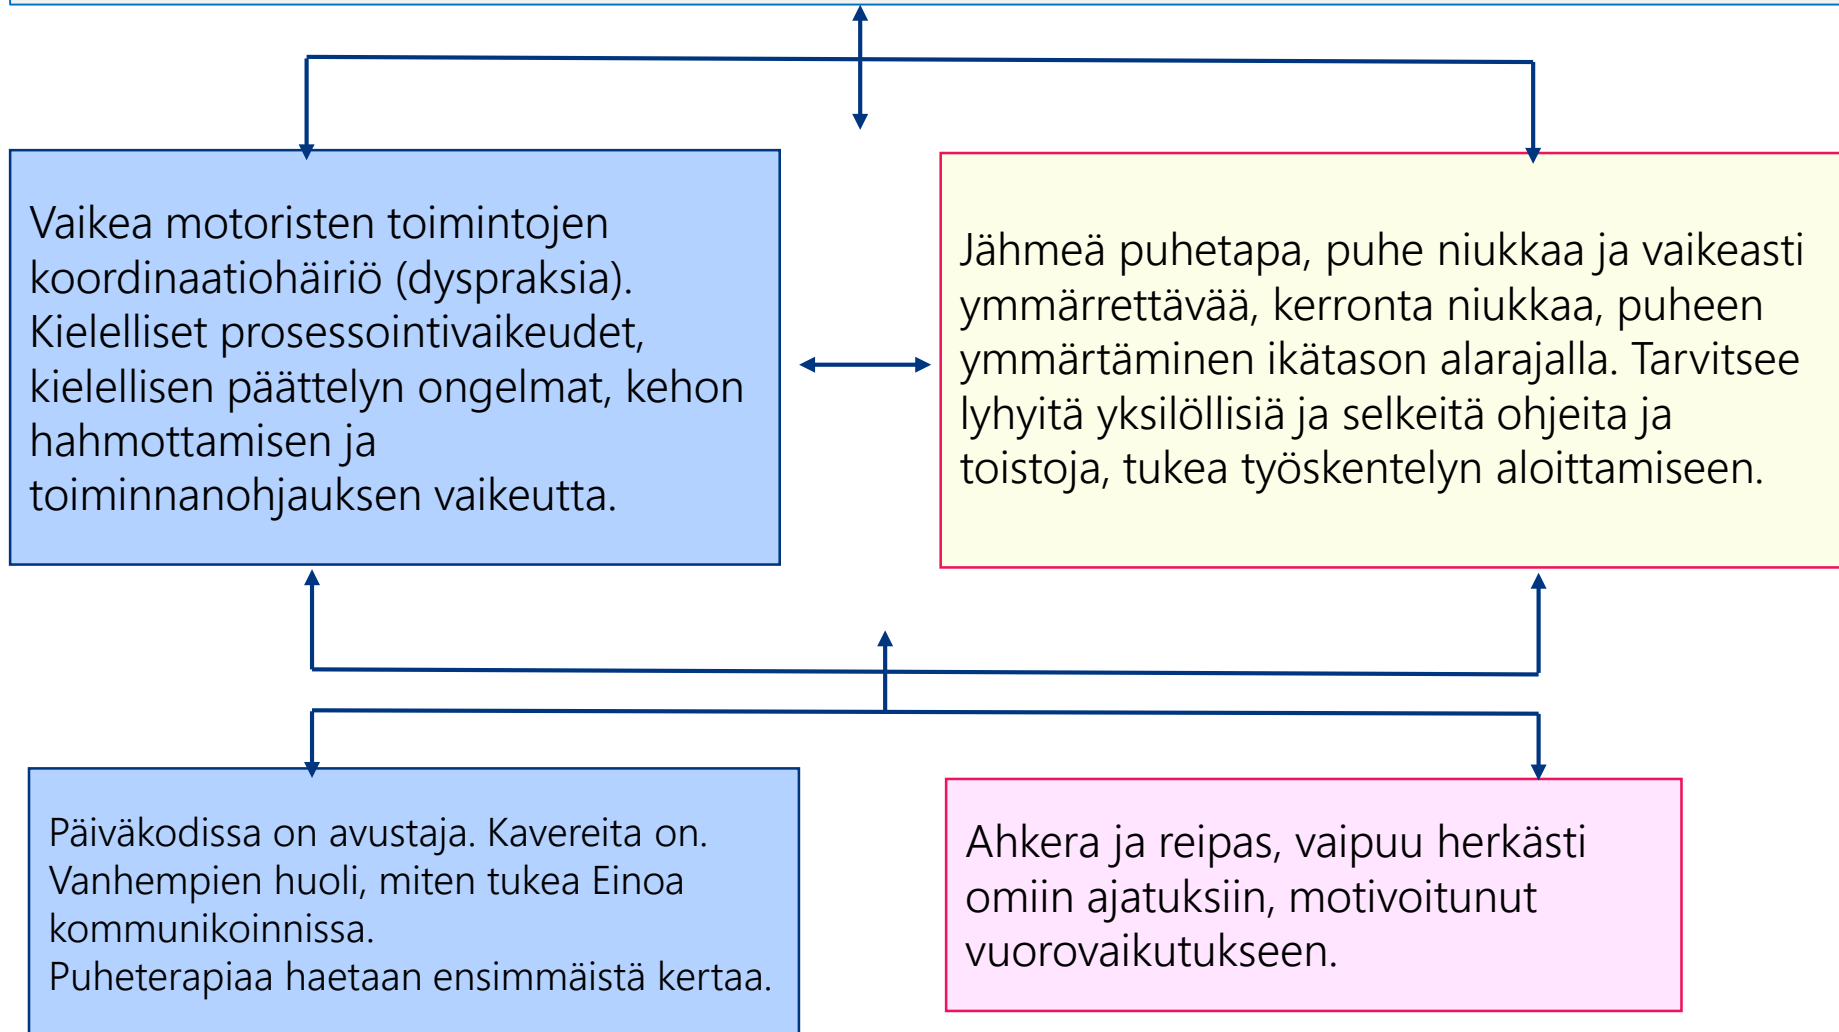 Vaikea motoristen toimintojen
koordinaatiohäiriö (dyspraksia).
Kielelliset prosessointivaikeudet,
kielellisen päättelyn ongelmat, kehon
hahmottamisen ja
toiminnanohjauksen vaikeutta.
Jähmeä puhetapa, puhe niukkaa ja vaikeasti
ymmärrettävää, kerronta niukkaa, puheen
ymmärtäminen ikätason alarajalla. Tarvitsee
lyhyitä yksilöllisiä ja selkeitä ohjeita ja
toistoja, tukea työskentelyn aloittamiseen.
Päiväkodissa on avustaja. Kavereita on.
Vanhempien huoli, miten tukea Einoa
kommunikoinnissa.
Puheterapiaa haetaan ensimmäistä kertaa.
Ahkera ja reipas, vaipuu herkästi
omiin ajatuksiin, motivoitunut
vuorovaikutukseen.